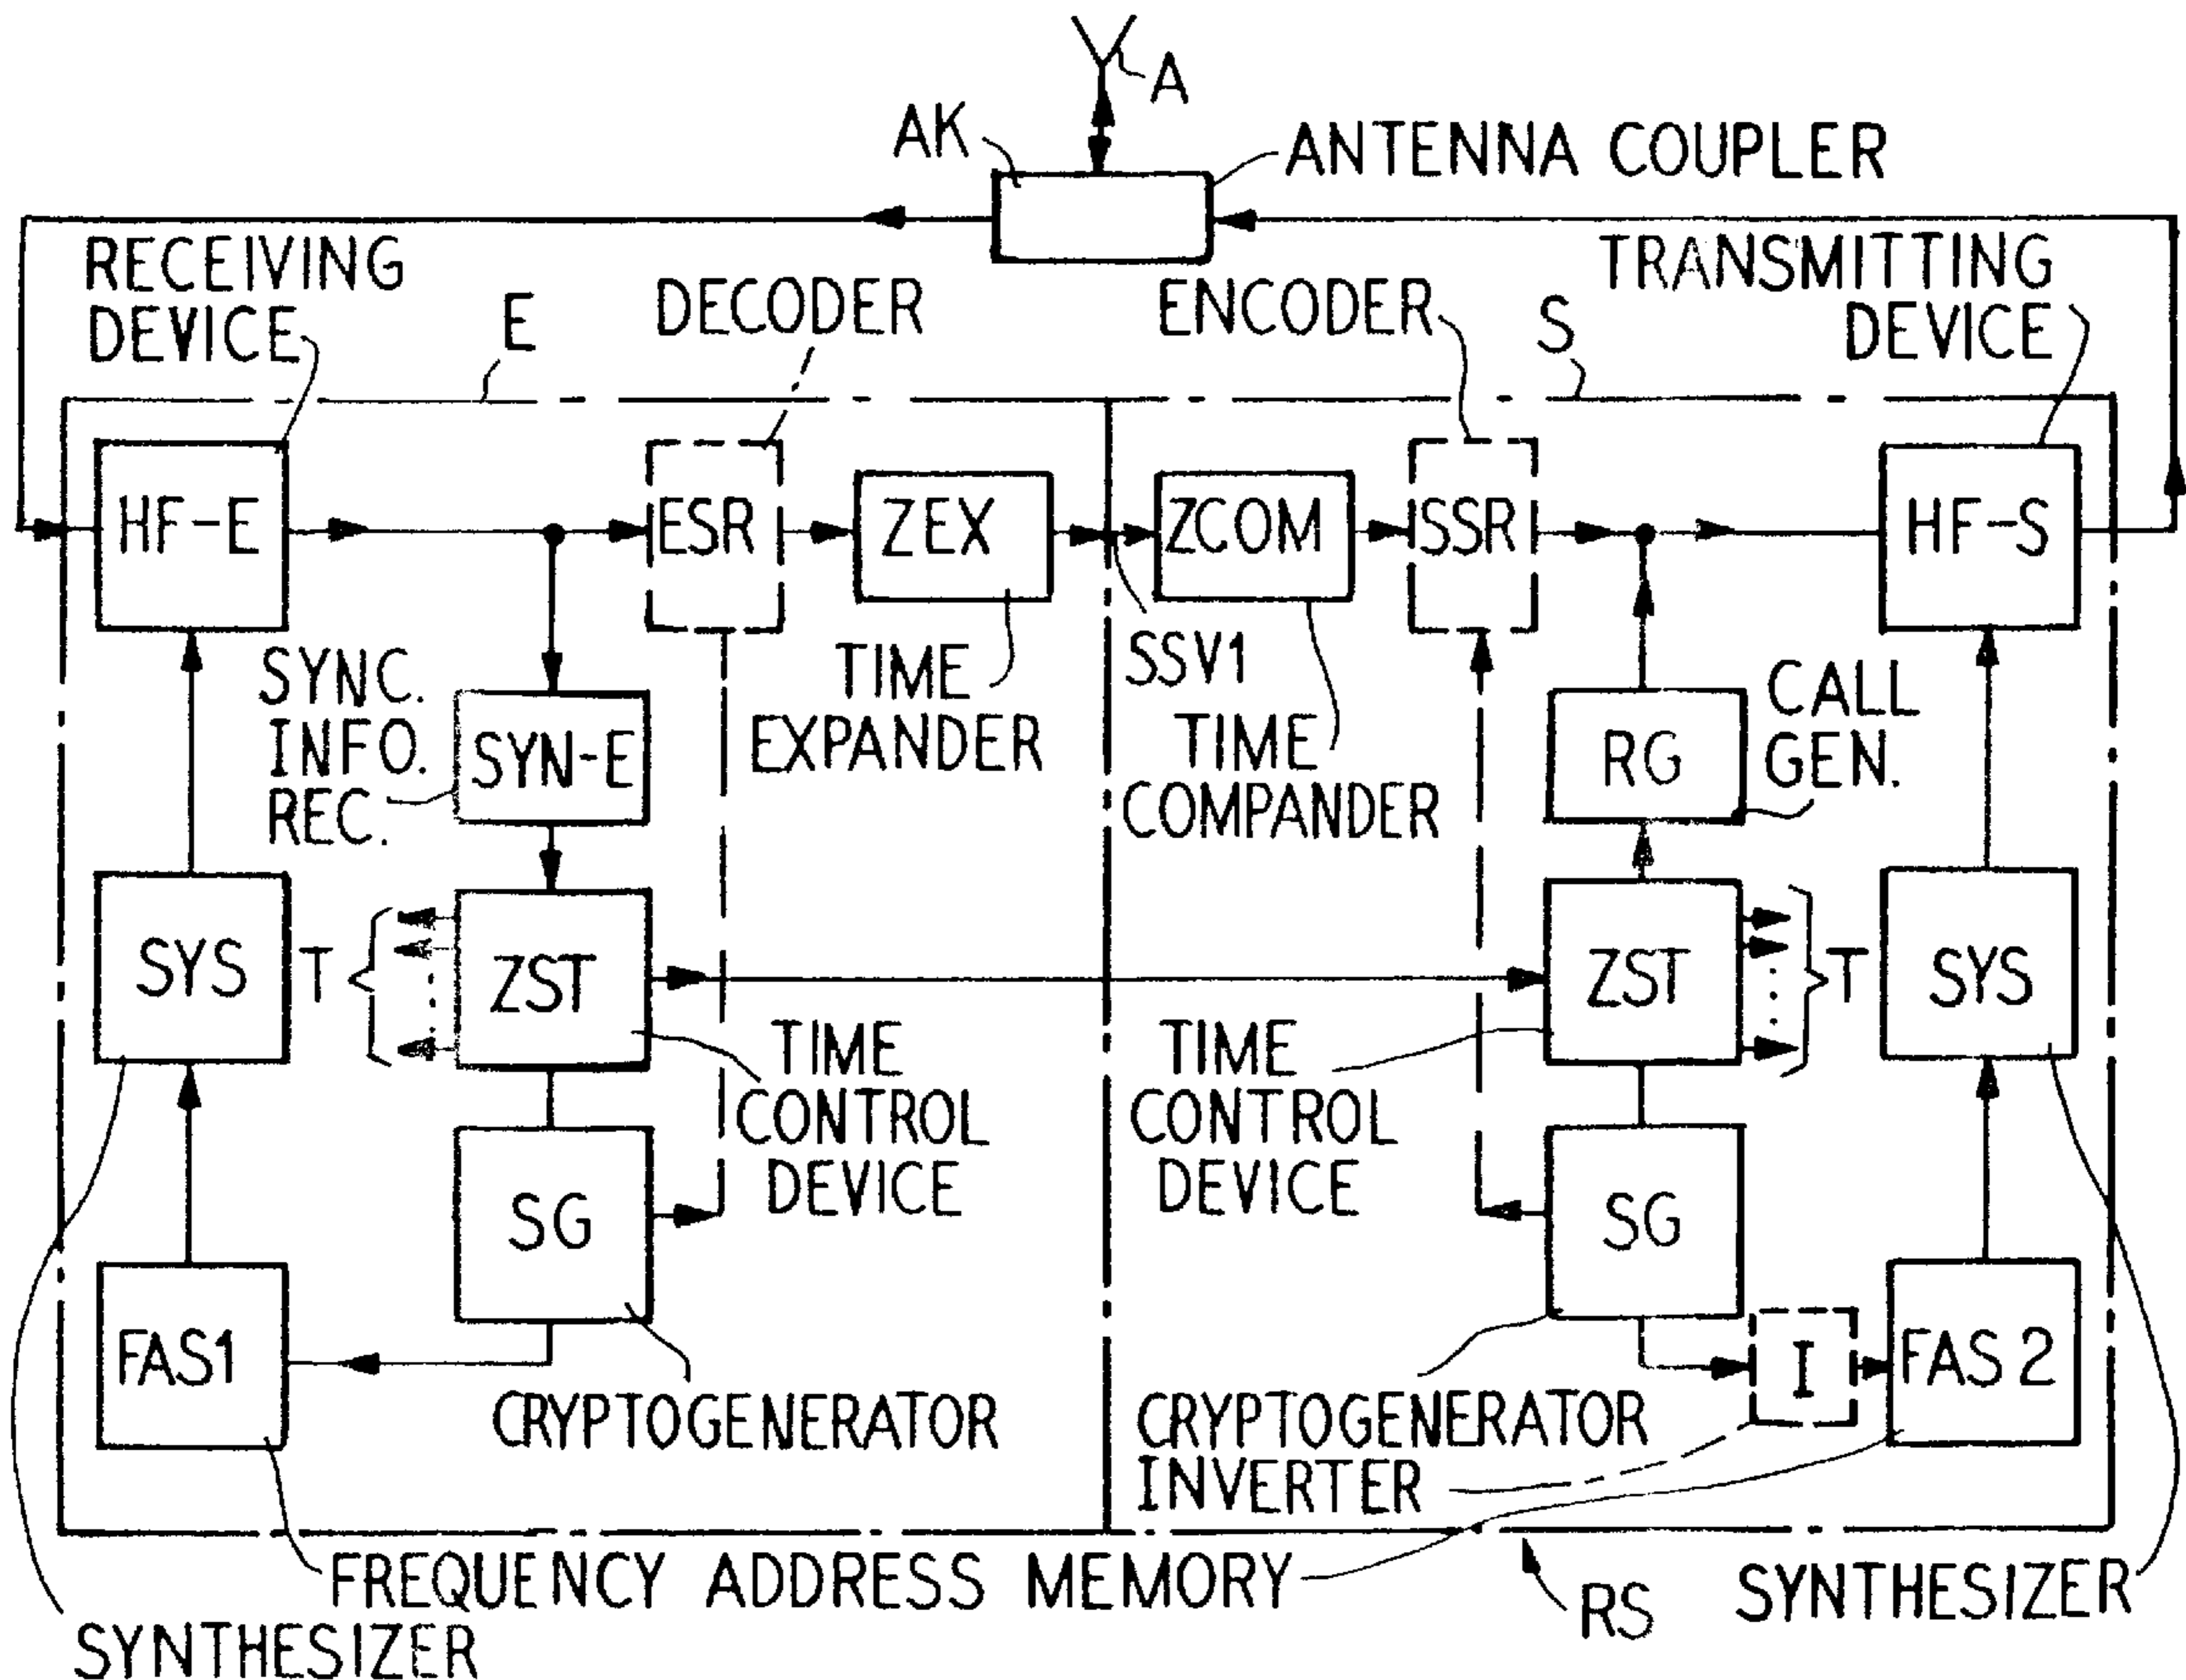 A
AK
ANTENNA COUPLER
RECEIVING
DEVICE
E
DECODER
ENCODER
S
TRANSMITTING
DEVICE
HF-E
ESR
ZEX
ZCOM
SSR
HF-S
SYNC.
INFO.
REC.
SYN-E
TIME
EXPANDER
SSV1
TIME
COMPANDER
RG
CALL
GEN.
SYS
T
ZST
ZST
T
SYS
TIME
CONTROL
DEVICE
TIME
CONTROL
DEVICE
SG
SG
FAS1
I
FAS 2
CRYPTOGENERATOR
CRYPTOGENERATOR
INVERTER
FREQUENCY ADDRESS MEMORY
RS
SYNTHESIZER
SYNTHESIZER